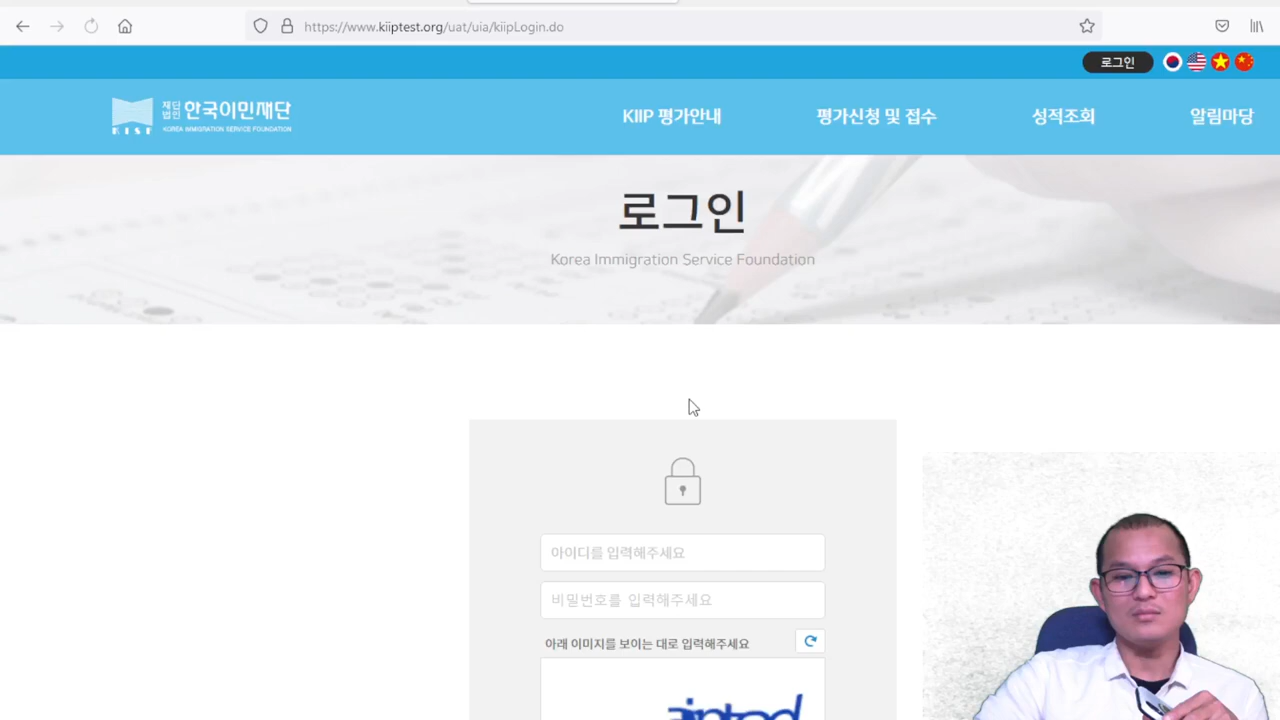 https://www.kiiptest.org/uat/uia/kiipLogin.do
로그인
재단법인 한국이민재단
KISF KOREA IMMIGRATION SERVICE FOUNDATION
KIIP 평가안내
평가신청 및 접수
성적조회
알림마당
로그인
Korea Immigration Service Foundation
아이디를 입력해주세요
비밀번호를 입력해주세요
아래 이미지를 보이는 대로 입력해주세요